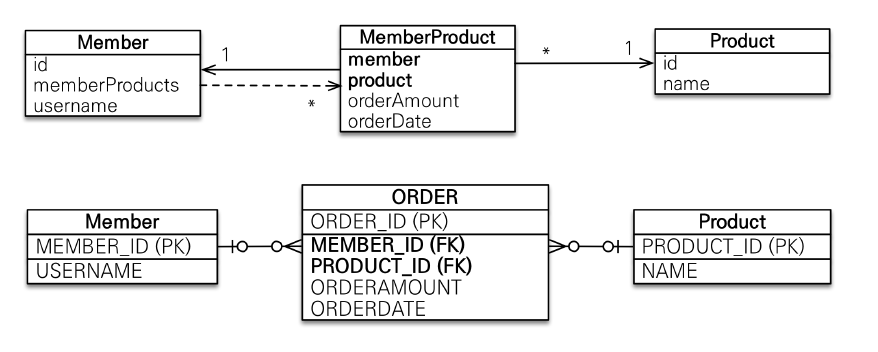 Member
id
memberProducts
username
1
*
MemberProduct
member
product
orderAmount
orderDate
*
1
Product
id
name
Member
MEMBER_ID (PK)
USERNAME
ORDER
ORDER_ID (PK)
MEMBER_ID (FK)
PRODUCT_ID (FK)
ORDERAMOUNT
ORDERDATE
Product
PRODUCT_ID (PK)
NAME